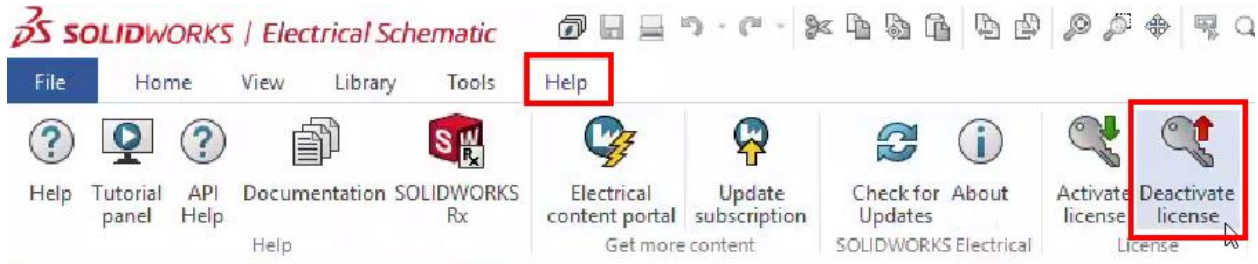 SOLIDWORKS | Electrical Schematic
File Home View Library Tools Help
Help Tutorial panel API Help Documentation SOLIDWORKS Rx Electrical content portal Update subscription Check for Updates About Activate license Deactivate license
Help Get more content SOLIDWORKS Electrical License